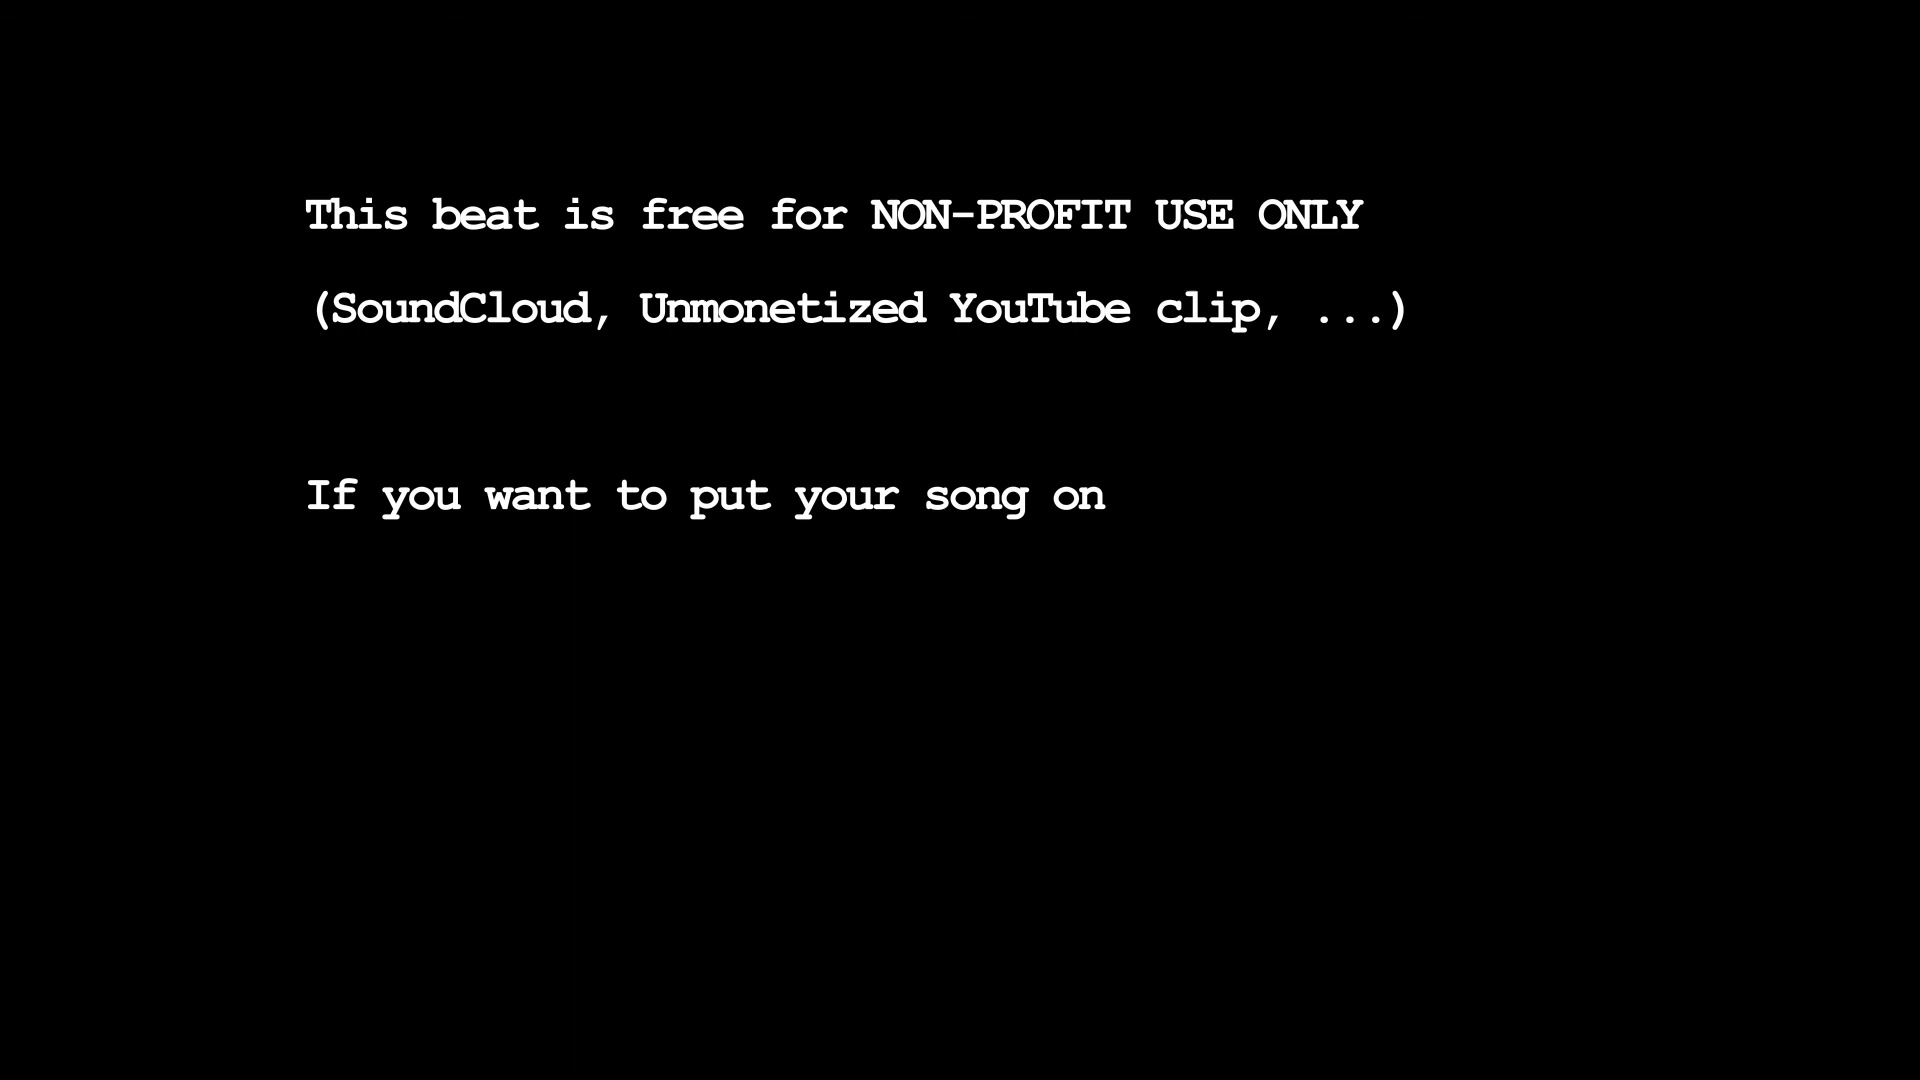 This beat is free for NON-PROFIT USE ONLY
(SoundCloud, Unmonetized YouTube clip, ...)
If you want to put your song on